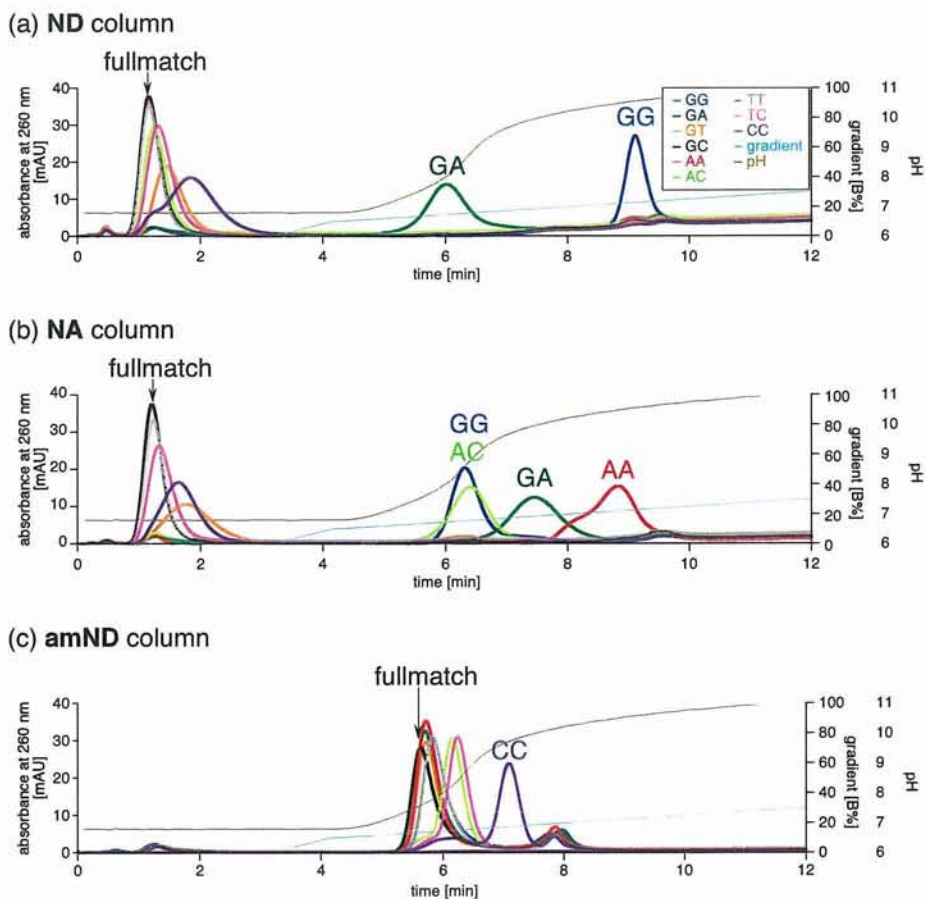 (a) ND column
fullmatch
absorbance at 260 nm
[mAU]
40
30
20
10
0
GA
GG
GG
GA
GT
GC
AA
AC
TT
TC
CC
gradient
pH
100
80
60
40
20
0
gradient [B%]
11
10
9
8
7
6
pH
0 2 4 6 8 10 12
time [min]
(b) NA column
fullmatch
absorbance at 260 nm
[mAU]
40
30
20
10
0
GG
AC
GA
AA
100
80
60
40
20
0
gradient [B%]
11
10
9
8
7
6
pH
0 2 4 6 8 10 12
time [min]
(c) amND column
fullmatch
absorbance at 260 nm
[mAU]
40
30
20
10
0
CC
100
80
60
40
20
0
gradient [B%]
11
10
9
8
7
6
pH
0 2 4 6 8 10 12
time [min]